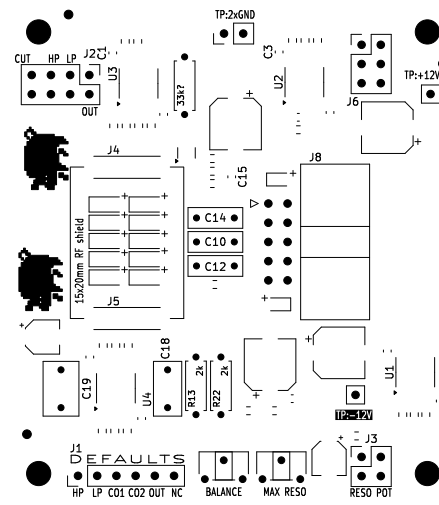 TP:2xGND
CUT HP LP J2 C1 U3 33k? C3 U2 J6 TP:+12V
OUT
J4 J8
C15
C14
C10
C12
15x20mm RF shield
J5
C18
C19 U4 R13 2k R22 2k U1
TP:-12V
J1
DEFAULTS
J3
HP LP CO1 CO2 OUT NC
BALANCE MAX RESO RESO POT